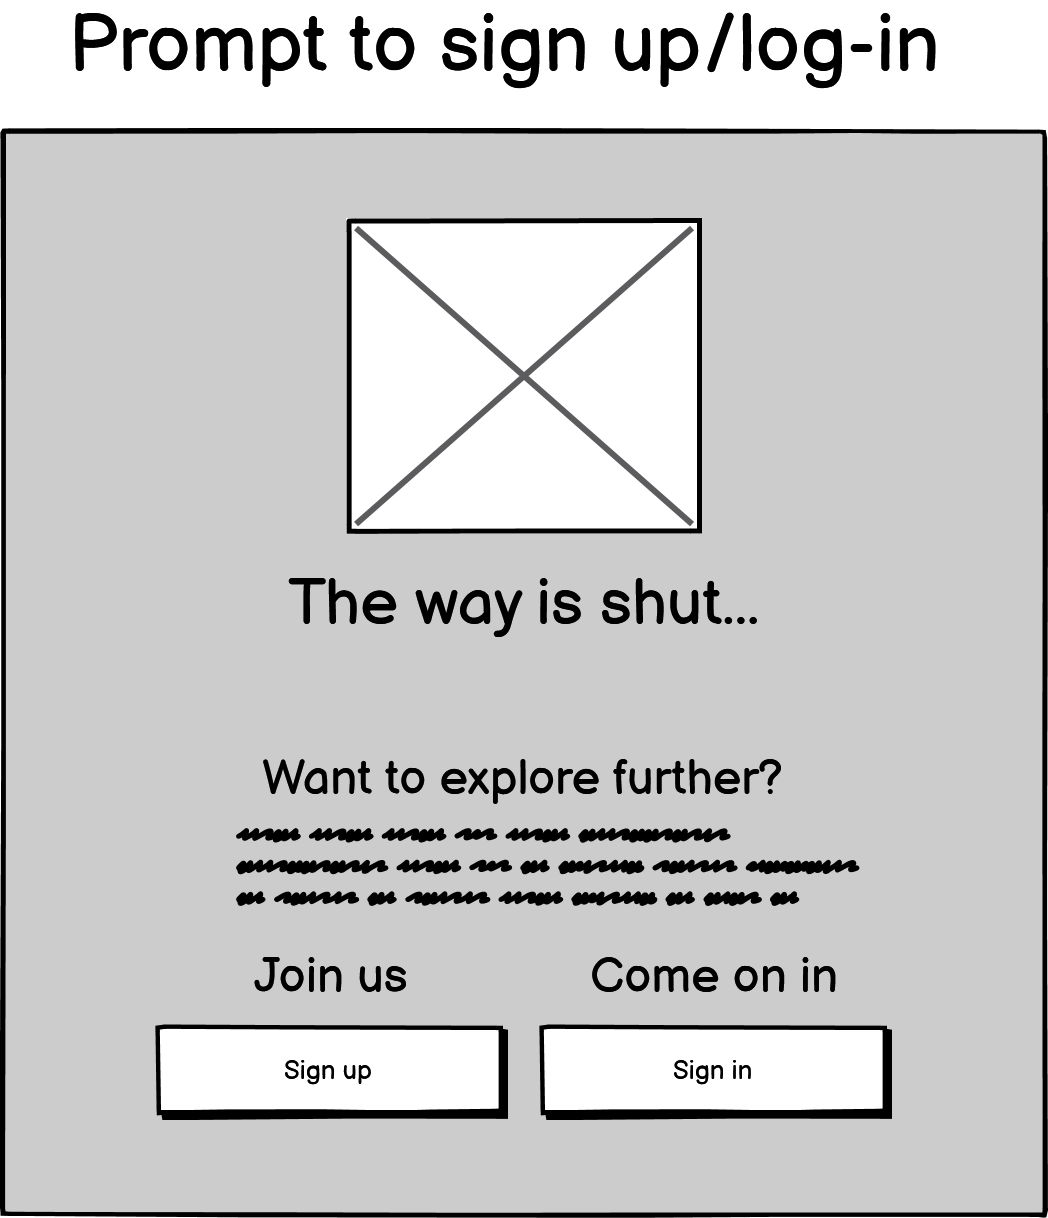 Prompt to sign up/log-in
The way is shut...
Want to explore further?
Join us
Come on in
Sign up
Sign in